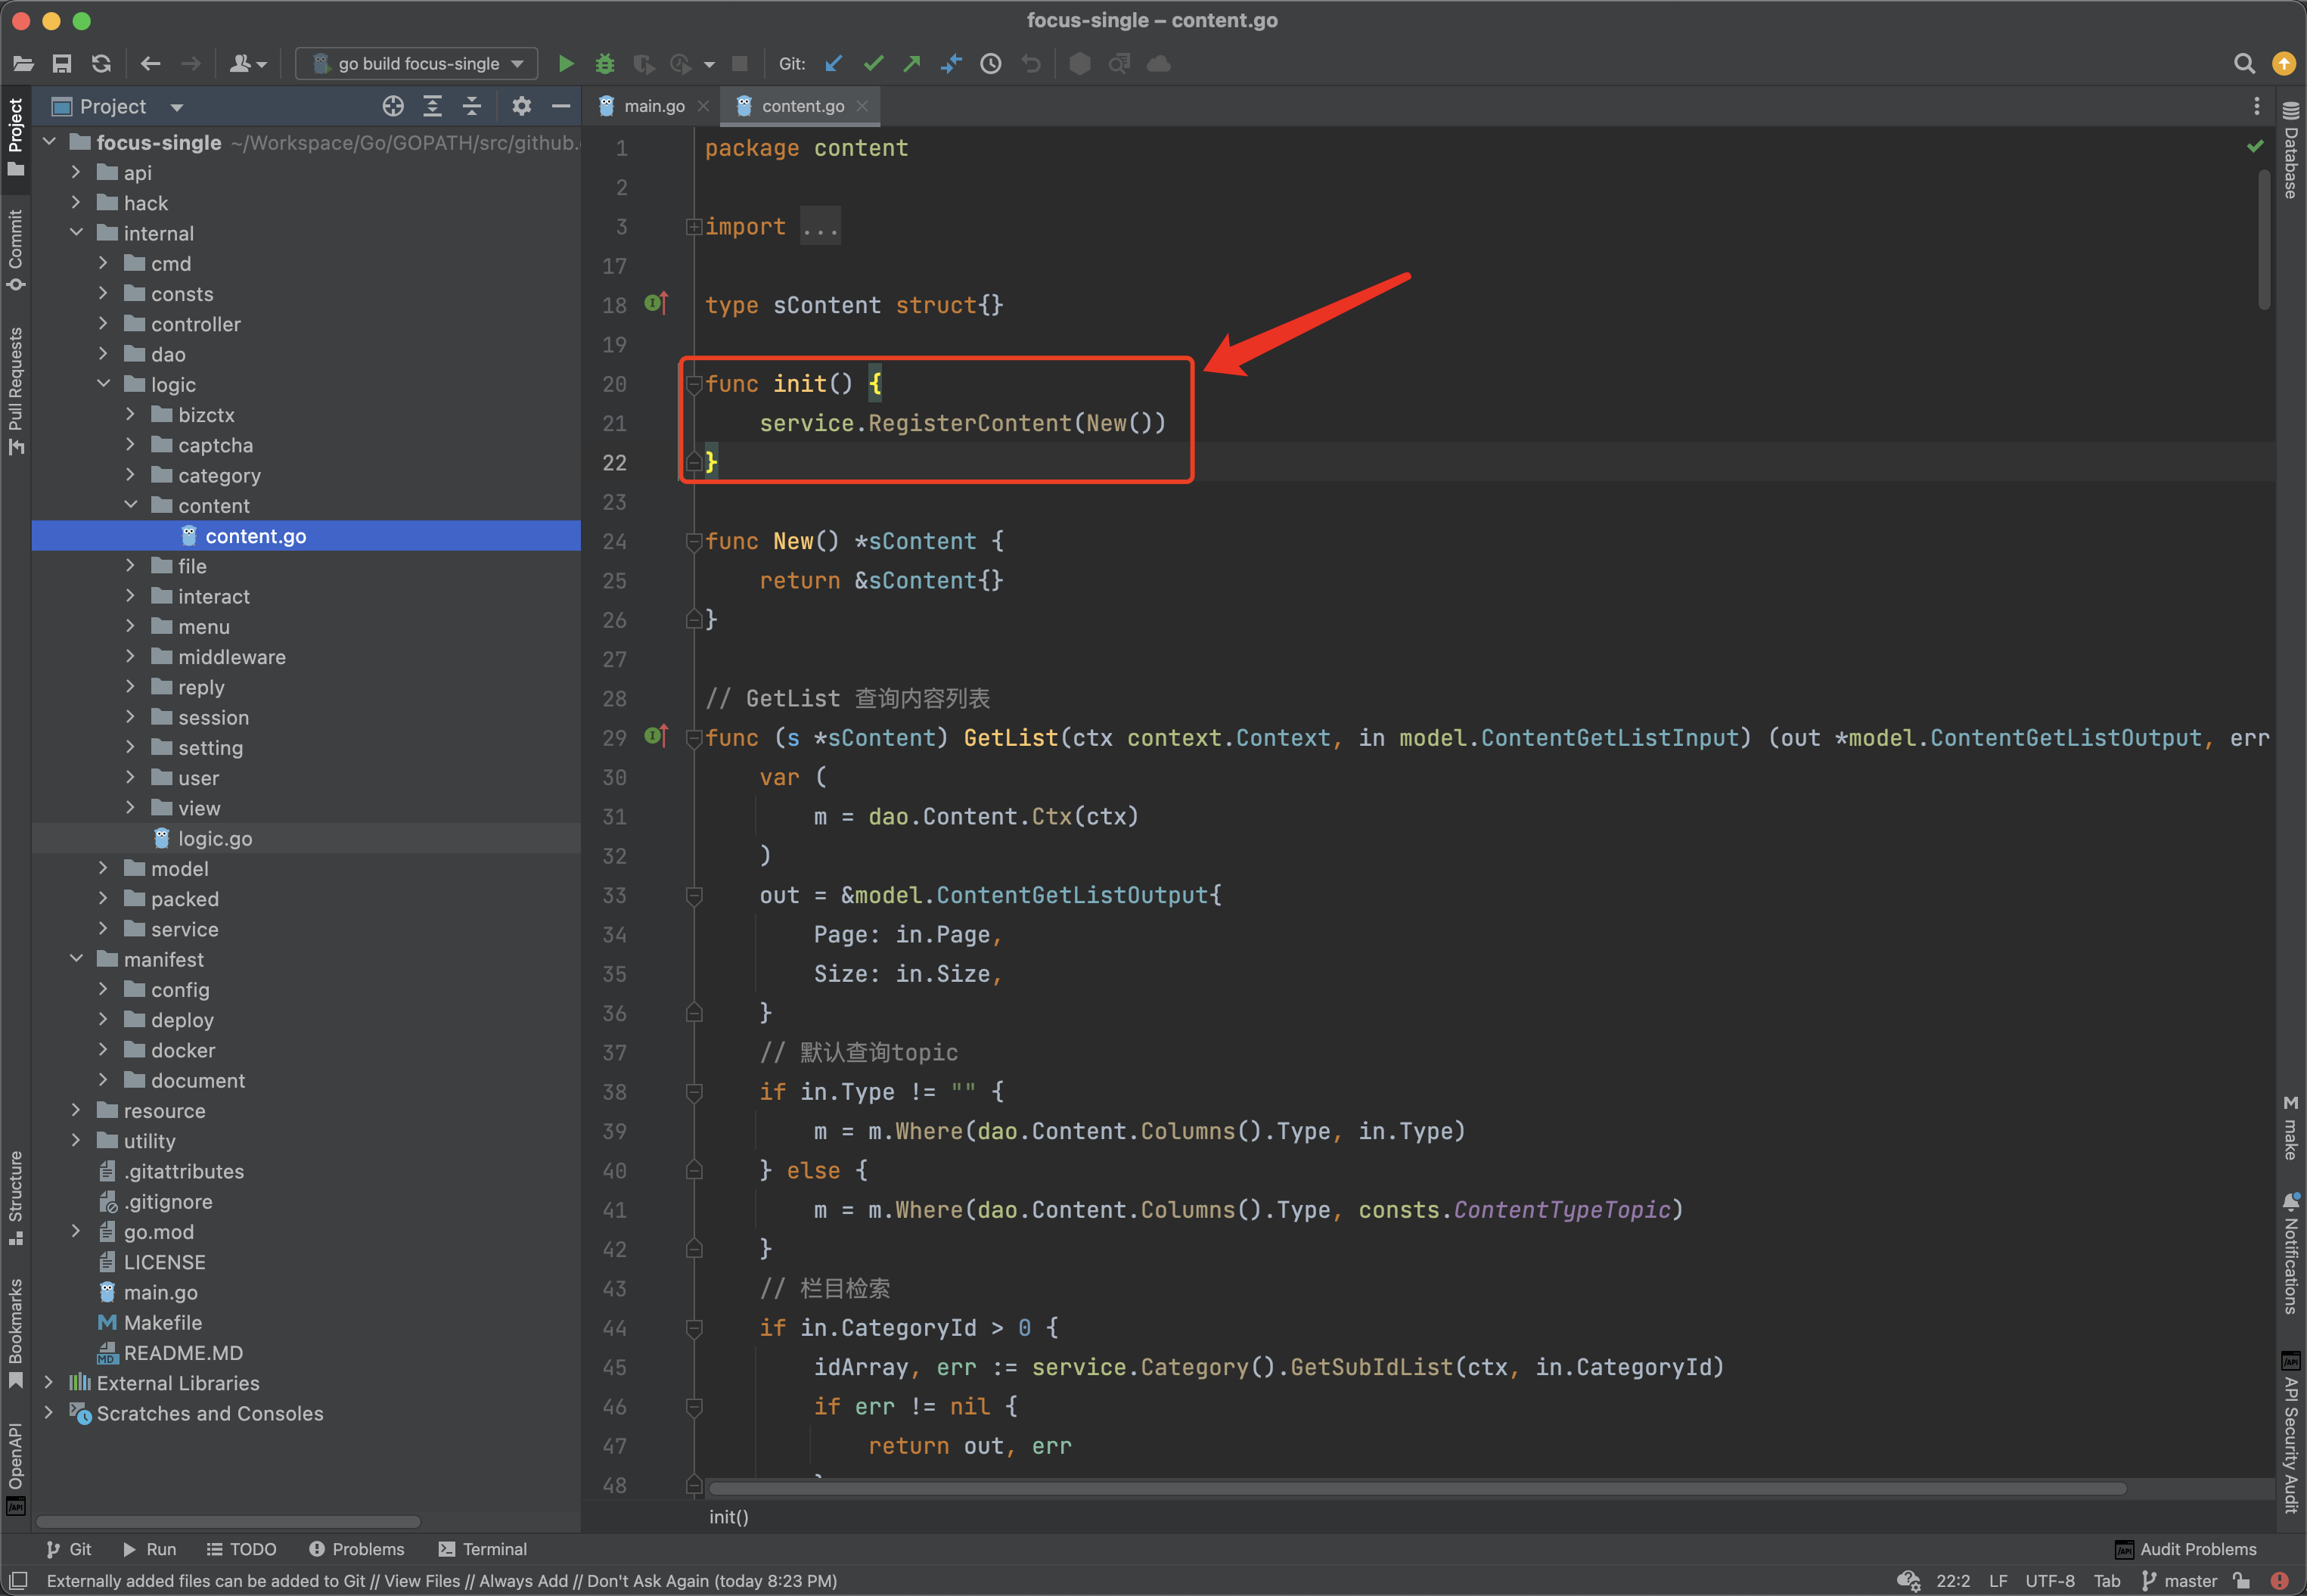 focus-single – content.go
go build focus-single
Git:
Project
main.go
content.go
Project
Commit
Pull Requests
Structure
Bookmarks
OpenAPI
focus-single ~/Workspace/Go/GOPATH/src/github.
api
hack
internal
cmd
consts
controller
dao
logic
bizctx
captcha
category
content
content.go
file
interact
menu
middleware
reply
session
setting
user
view
logic.go
model
packed
service
manifest
config
deploy
docker
document
resource
utility
.gitattributes
.gitignore
go.mod
LICENSE
main.go
Makefile
README.MD
External Libraries
Scratches and Consoles
1 package content
2
3 import ...
17
18 type sContent struct{}
19
20 func init() {
21 service.RegisterContent(New())
22 }
23
24 func New() *sContent {
25 return &sContent{}
26 }
27
28 // GetList 查询内容列表
29 func (s *sContent) GetList(ctx context.Context, in model.ContentGetListInput) (out *model.ContentGetListOutput, err
30 var (
31 m = dao.Content.Ctx(ctx)
32 )
33 out = &model.ContentGetListOutput{
34 Page: in.Page,
35 Size: in.Size,
36 }
37 // 默认查询topic
38 if in.Type != "" {
39 m = m.Where(dao.Content.Columns().Type, in.Type)
40 } else {
41 m = m.Where(dao.Content.Columns().Type, consts.ContentTypeTopic)
42 }
43 // 栏目检索
44 if in.CategoryId > 0 {
45 idArray, err := service.Category().GetSubIdList(ctx, in.CategoryId)
46 if err != nil {
47 return out, err
48
init()
Database
make
Notifications
API Security Audit
Git
Run
TODO
Problems
Terminal
Audit Problems
Externally added files can be added to Git // View Files // Always Add // Don't Ask Again (today 8:23 PM)
22:2 LF UTF-8 Tab master